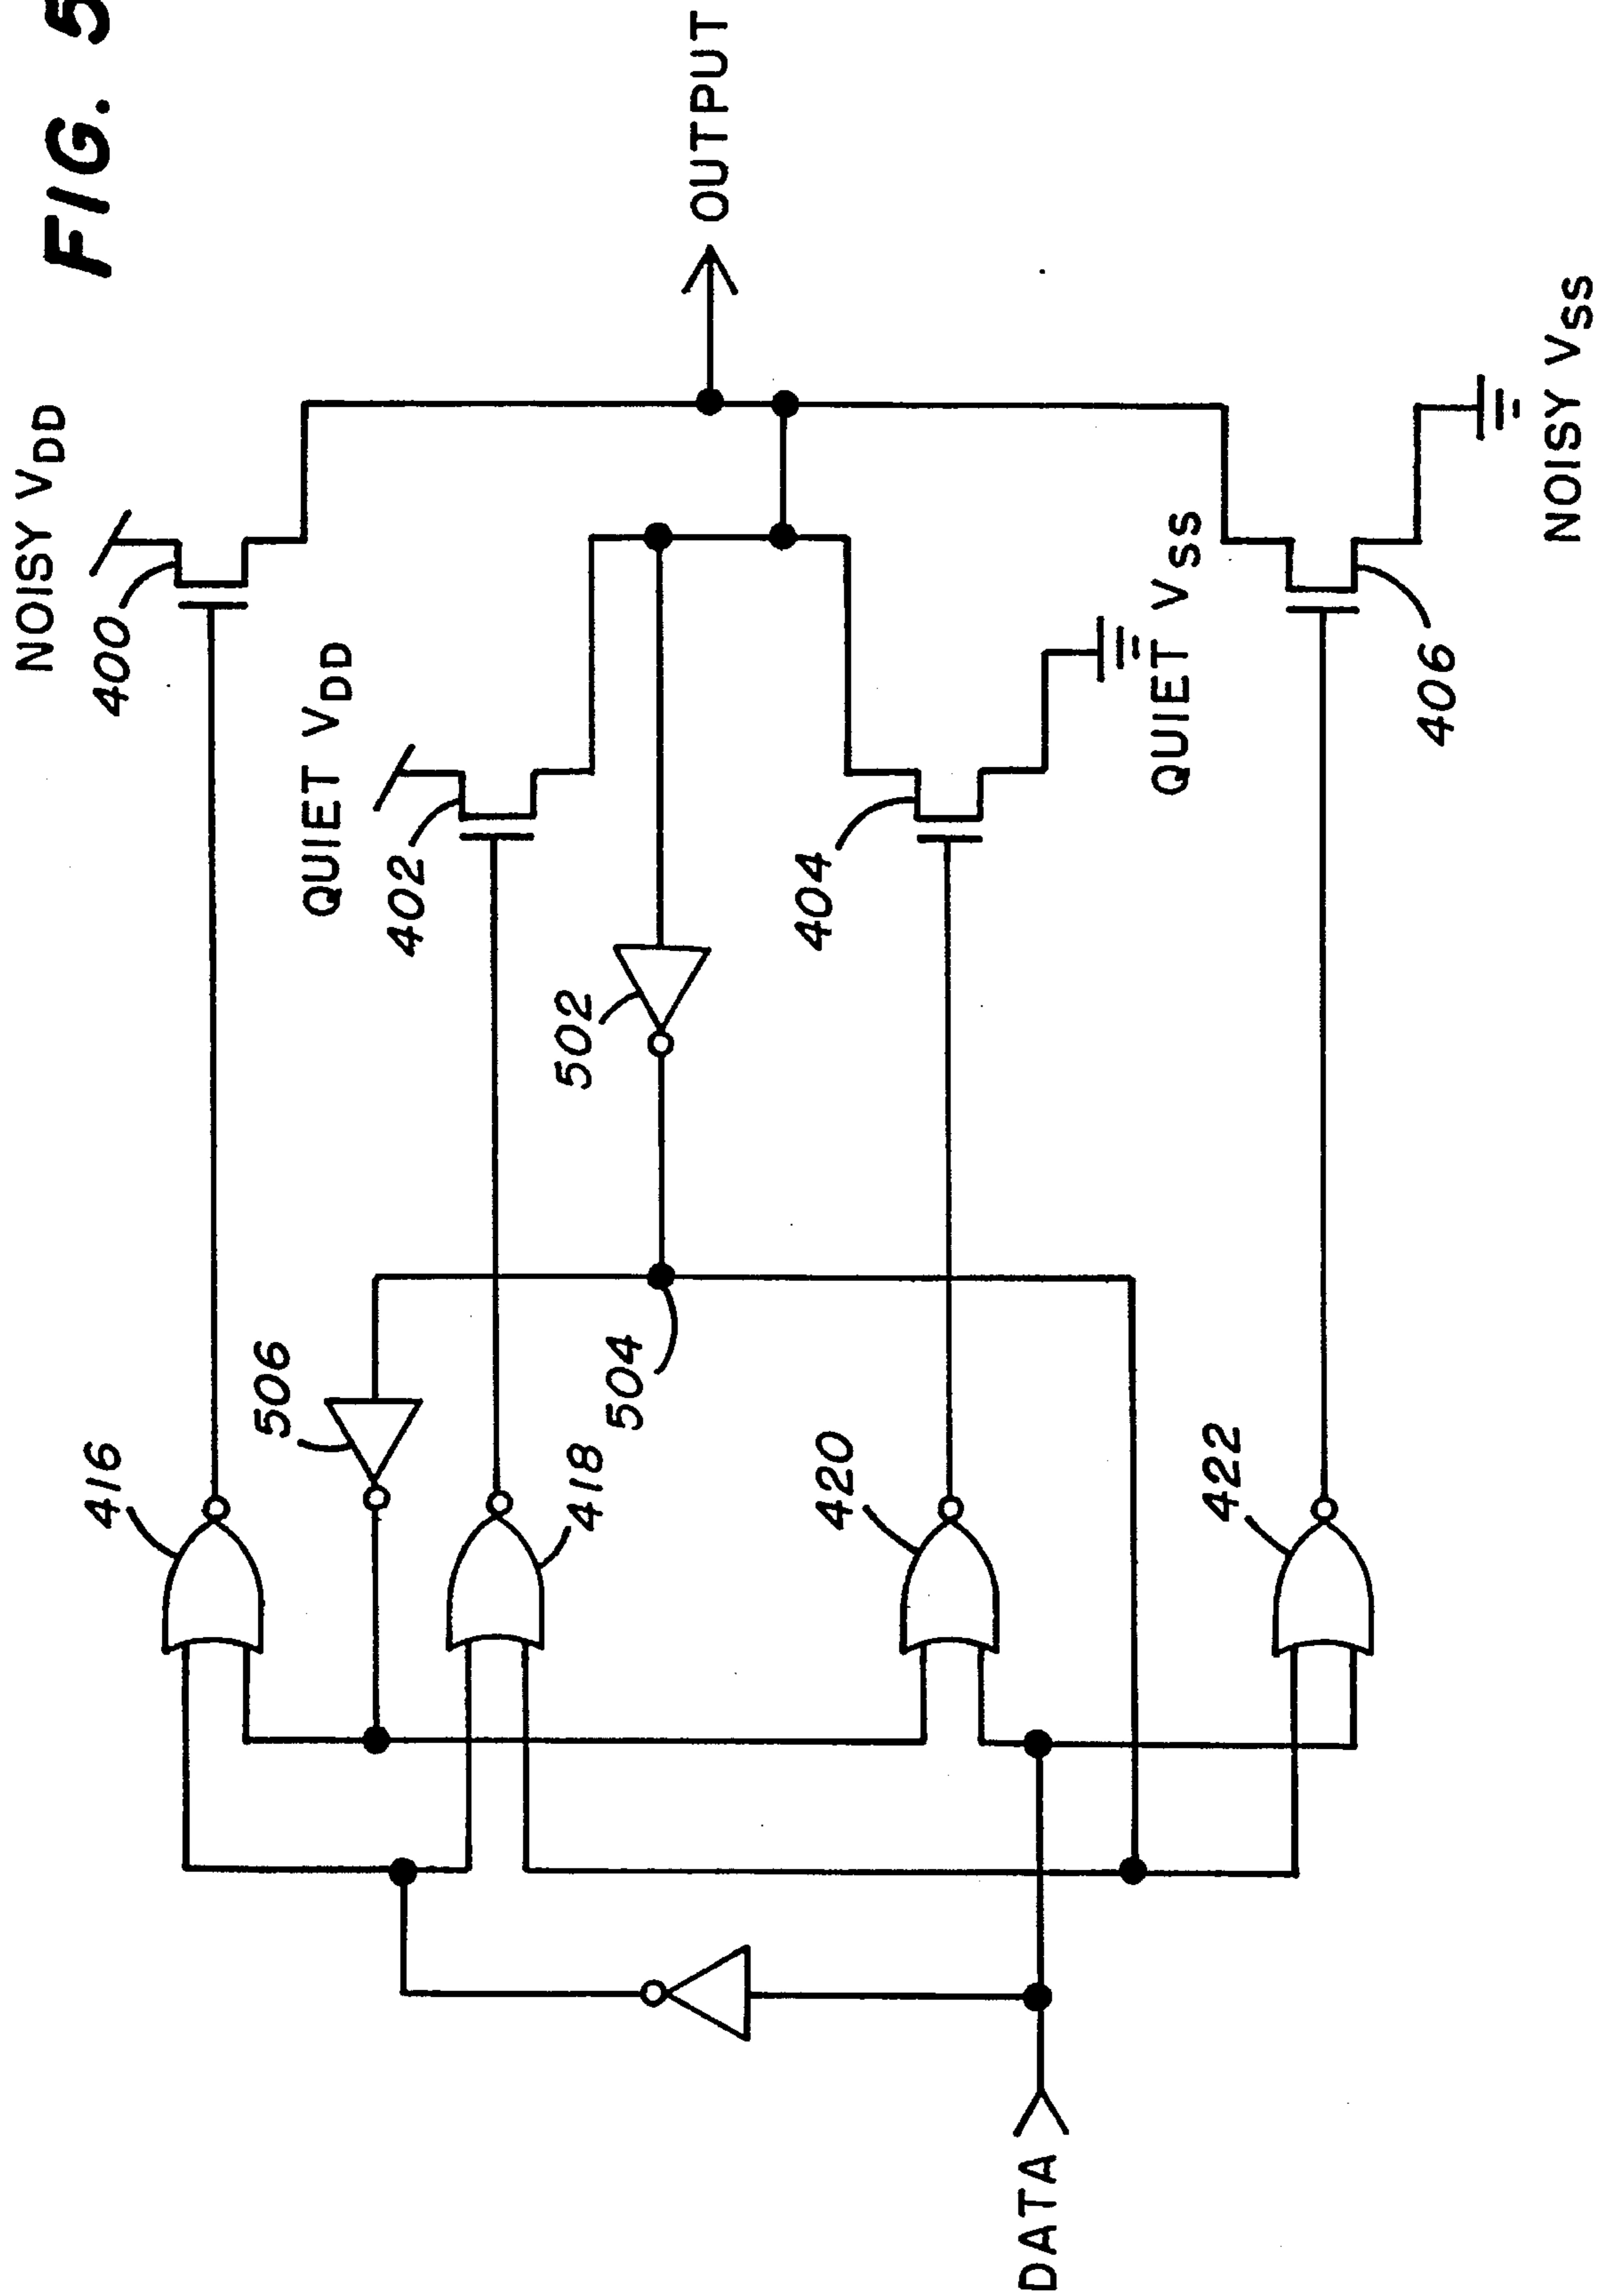 FIG. 5
NOISY VDD
400
QUIET VDD
402
416
506
418
502
504
OUTPUT
404
QUIET VSS
420
422
406
NOISY VSS
DATA